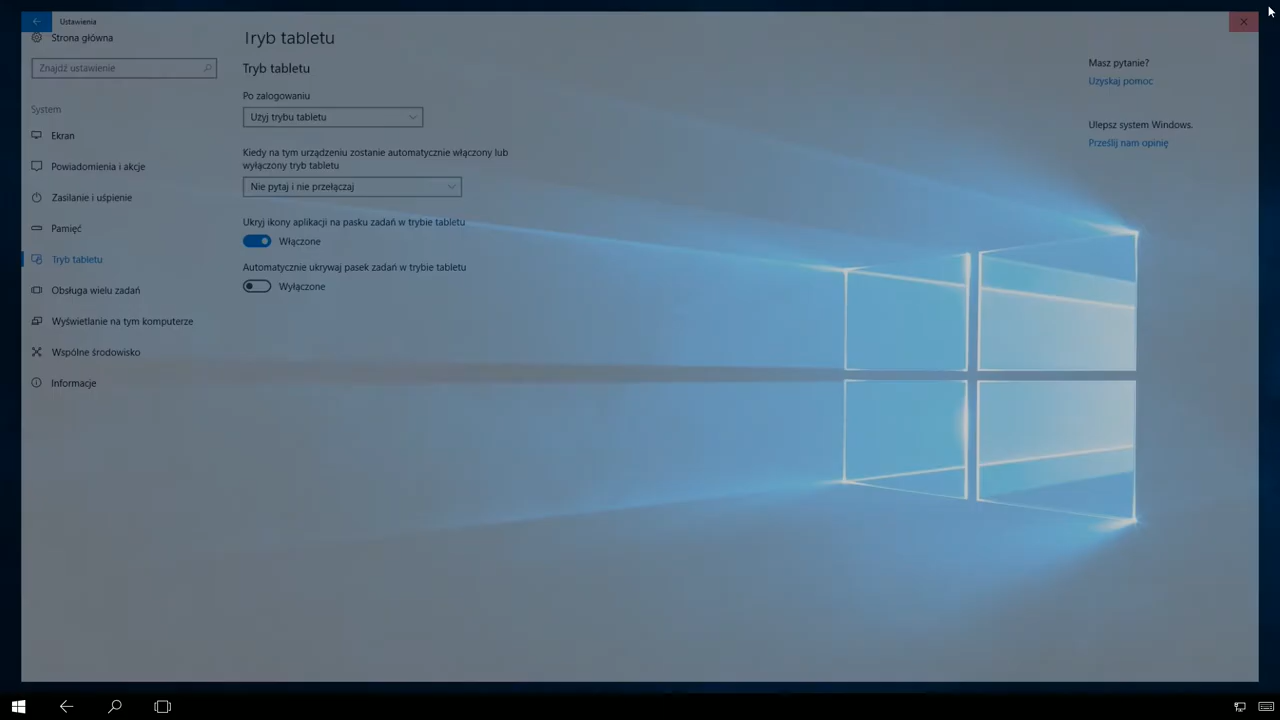 Ustawienia
Strona główna
Tryb tabletu
Znajdź ustawienie
Tryb tabletu
Masz pytanie?
Uzyskaj pomoc
Po zalogowaniu
Użyj trybu tabletu
System
Ulepsz system Windows.
Prześlij nam opinię
Ekran
Kiedy na tym urządzeniu zostanie automatycznie włączony lub
wyłączony tryb tabletu
Powiadomienia i akcje
Nie pytaj i nie przełączaj
Zasilanie i uśpienie
Ukryj ikony aplikacji na pasku zadań w trybie tabletu
Pamięć
Włączone
Tryb tabletu
Automatycznie ukrywaj pasek zadań w trybie tabletu
Obsługa wielu zadań
Wyłączone
Wyświetlanie na tym komputerze
Wspólne środowisko
Informacje